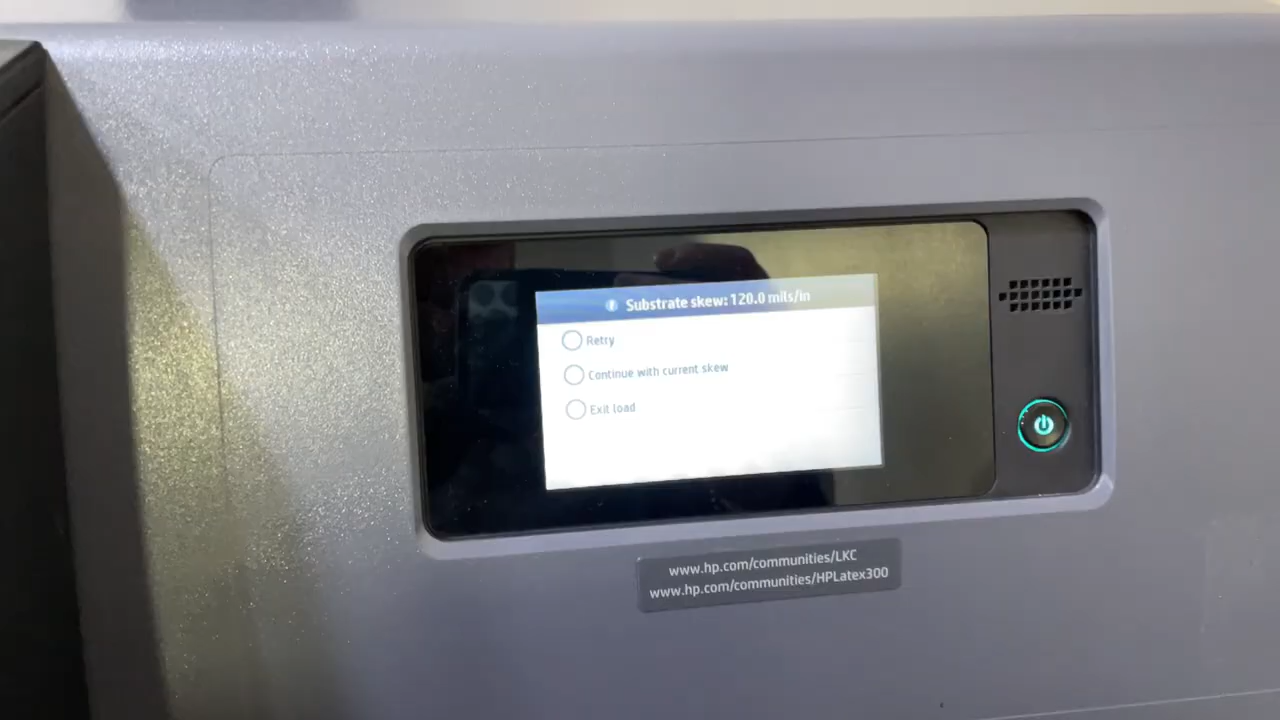 Substrate skew: 120.0 mils/in
Retry
Continue with current skew
Exit load
www.hp.com/communities/LKC
www.hp.com/communities/HPLatex300